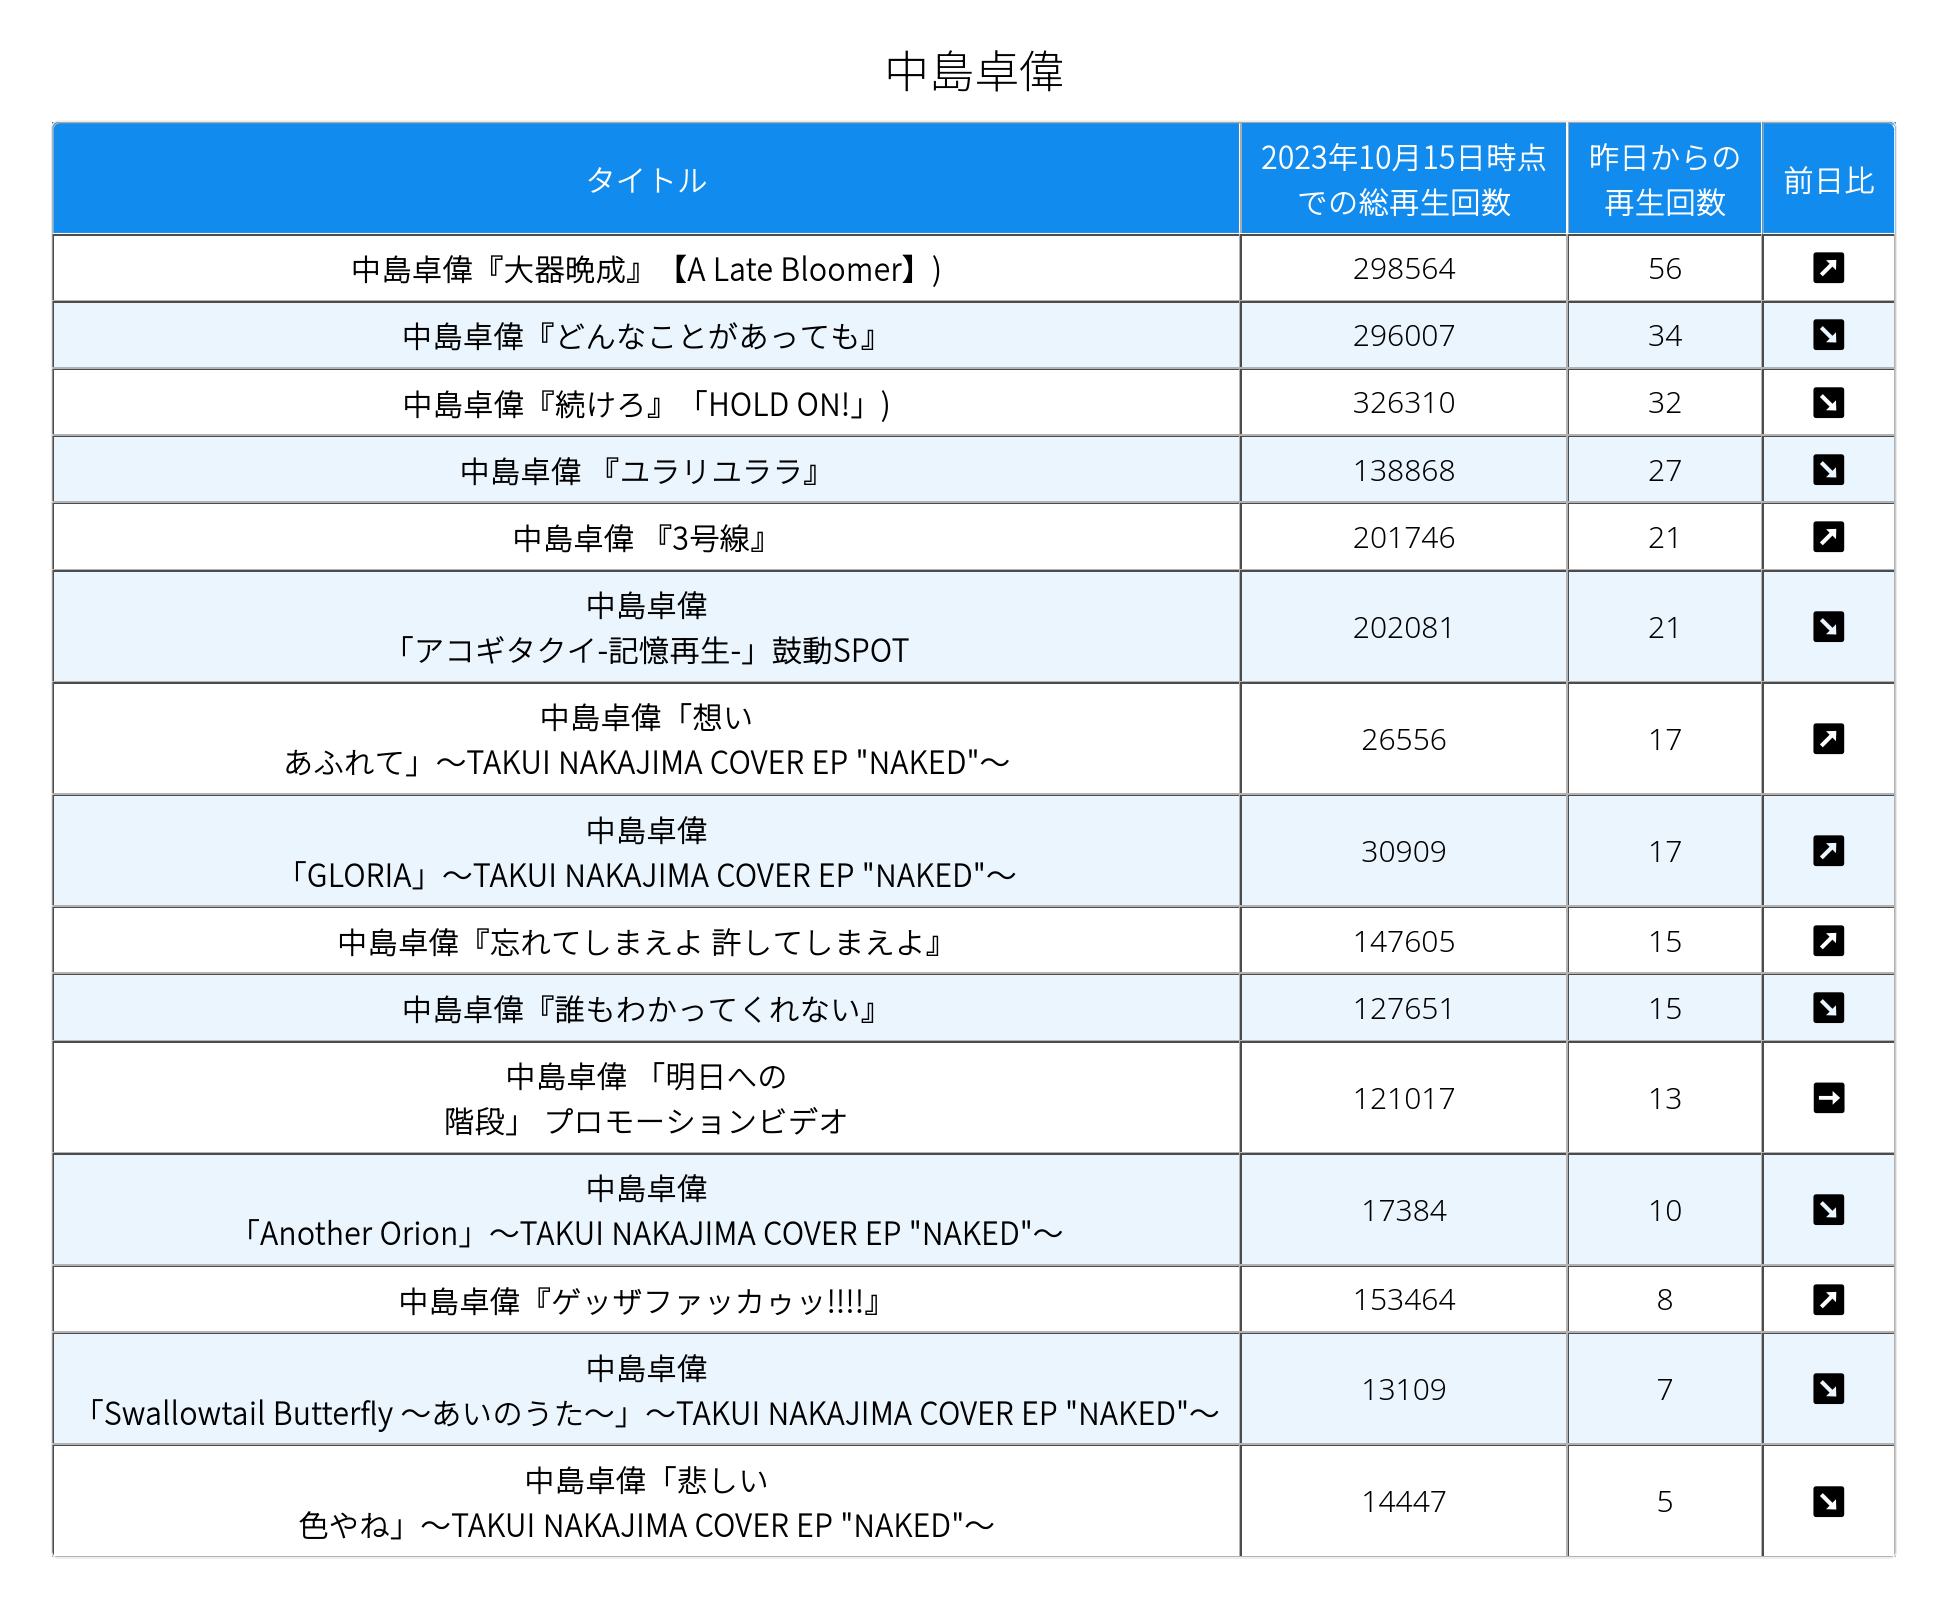 中島卓偉
タイトル
2023年10月15日時点
での総再生回数
昨日からの
再生回数
前日比
中島卓偉『大器晩成』【A Late Bloomer】)
298564
56
中島卓偉『どんなことがあっても』
296007
34
中島卓偉『続けろ』「HOLD ON!」)
326310
32
中島卓偉 『ユラリユララ』
138868
27
中島卓偉 『3号線』
201746
21
中島卓偉
「アコギタクイ-記憶再生-」鼓動SPOT
202081
21
中島卓偉「想い
あふれて」～TAKUI NAKAJIMA COVER EP "NAKED"～
26556
17
中島卓偉
「GLORIA」～TAKUI NAKAJIMA COVER EP "NAKED"～
30909
17
中島卓偉『忘れてしまえよ 許してしまえよ』
147605
15
中島卓偉『誰もわかってくれない』
127651
15
中島卓偉 「明日への
階段」 プロモーションビデオ
121017
13
中島卓偉
「Another Orion」～TAKUI NAKAJIMA COVER EP "NAKED"～
17384
10
中島卓偉『ゲッザファッカゥッ!!!!』
153464
8
中島卓偉
「Swallowtail Butterfly ～あいのうた～」～TAKUI NAKAJIMA COVER EP "NAKED"～
13109
7
中島卓偉「悲しい
色やね」～TAKUI NAKAJIMA COVER EP "NAKED"～
14447
5